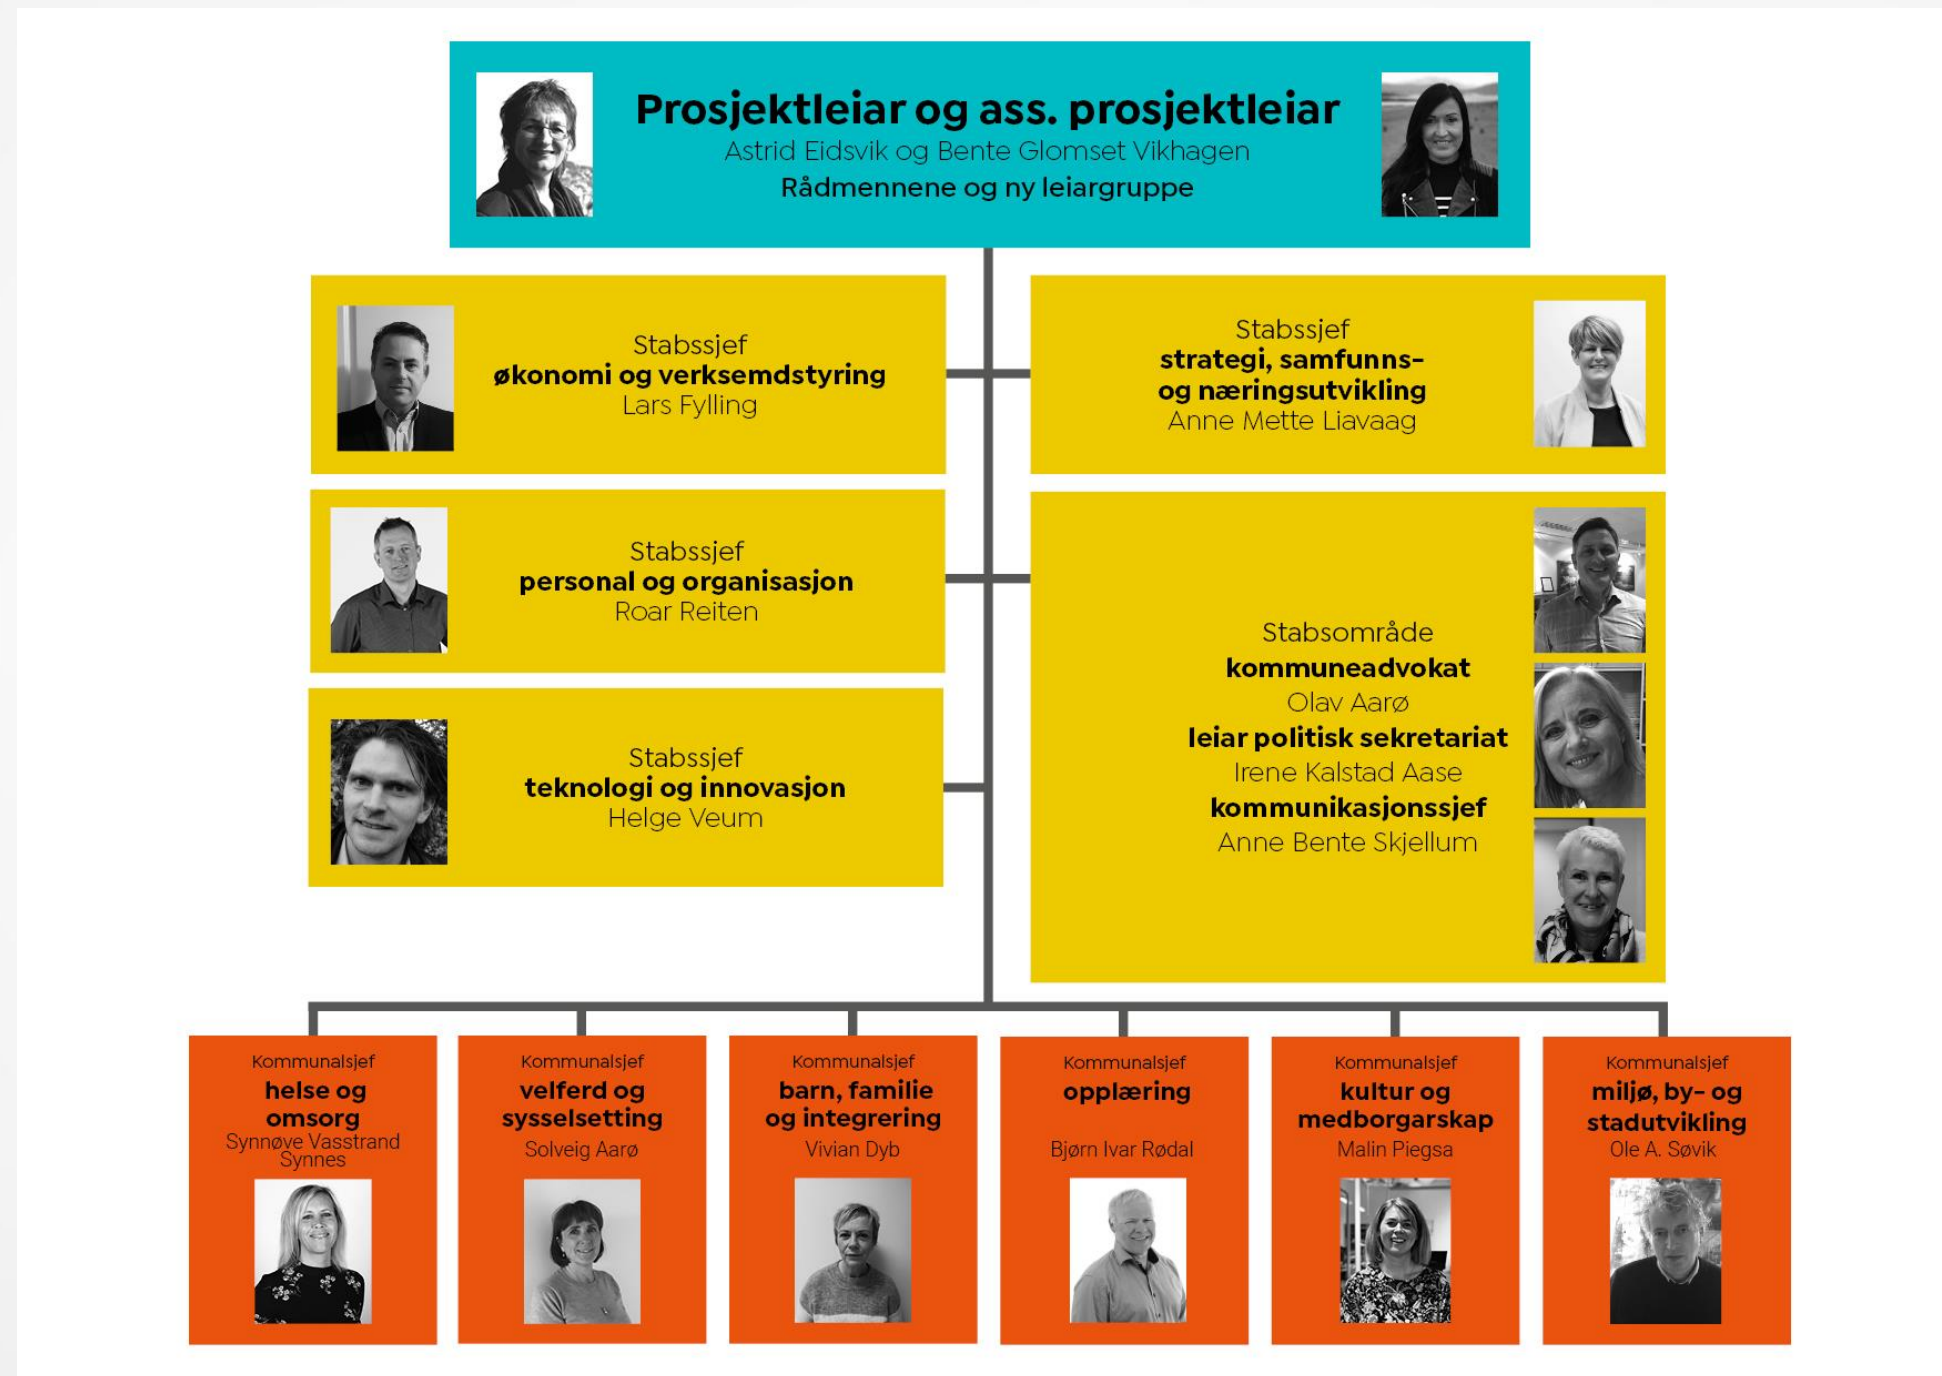 Prosjektleiar og ass. prosjektleiar
Astrid Eidsvik og Bente Glomset Vikhagen
Rådmennene og ny leiargruppe
Stabssjef
økonomi og verksemdstyring
Lars Fylling
Stabssjef
strategi, samfunns-
og næringsutvikling
Anne Mette Liavaag
Stabssjef
personal og organisasjon
Roar Reiten
Stabssjef
teknologi og innovasjon
Helge Veum
Stabsområde
kommuneadvokat
Olav Aarø
leiar politisk sekretariat
Irene Kalstad Aase
kommunikasjonssjef
Anne Bente Skjellum
Kommunalsjef
helse og
omsorg
Synnøve Vasstrand
Synnes
Kommunalsjef
velferd og
sysselsetting
Solveig Aarø
Kommunalsjef
barn, familie
og integrering
Vivian Dyb
Kommunalsjef
opplæring
Bjørn Ivar Rødal
Kommunalsjef
kultur og
medborgarskap
Malin Piegsa
Kommunalsjef
miljø, by- og
stadutvikling
Ole A. Søvik